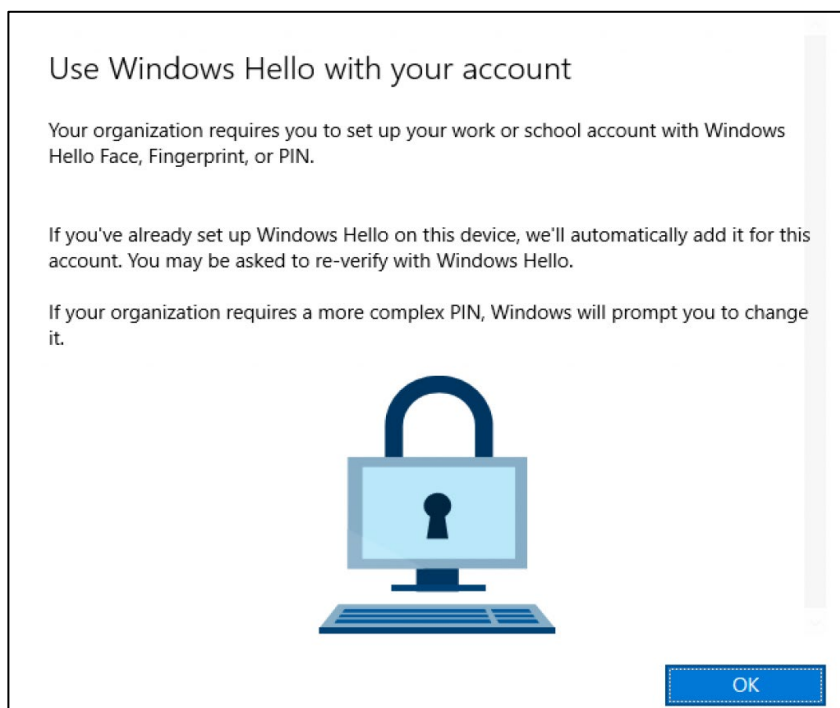 Use Windows Hello with your account
Your organization requires you to set up your work or school account with Windows
Hello Face, Fingerprint, or PIN.
If you've already set up Windows Hello on this device, we'll automatically add it for this
account. You may be asked to re-verify with Windows Hello.
If your organization requires a more complex PIN, Windows will prompt you to change
it.
OK